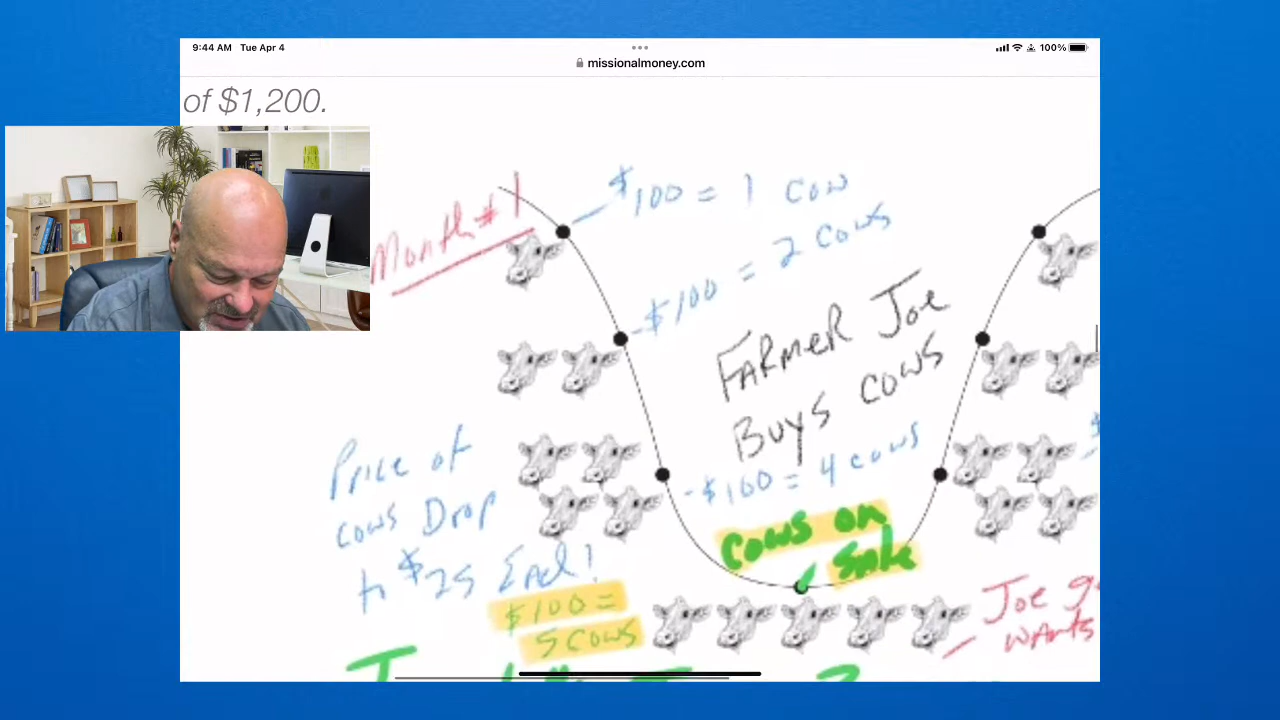 9:44 AM Tue Apr 4
100%
missionalmoney.com
of $1,200.
Month #1
$100 = 1 Cow
$100 = 2 Cows
FARMER Joe
Buys Cows
Price of
Cows Drop
to $25 Each!
-$100 = 4 Cows
Cows on
Sale
$100 =
5 Cows
Joe
wants